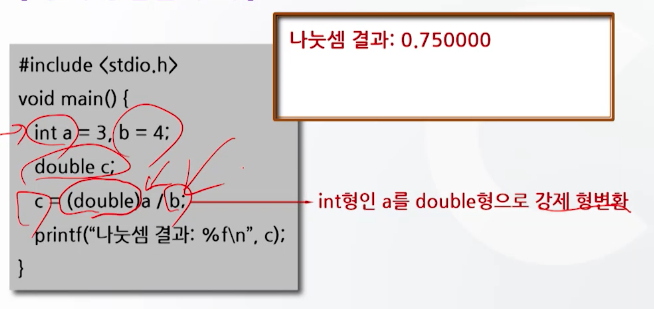 나눗셈 결과: 0.750000
#include <stdio.h>
void main() {
int a = 3, b = 4;
double c;
c = (double)a / b;
int형인 a를 double형으로 강제 형변환
printf(“나눗셈 결과: %f\n”, c);
}